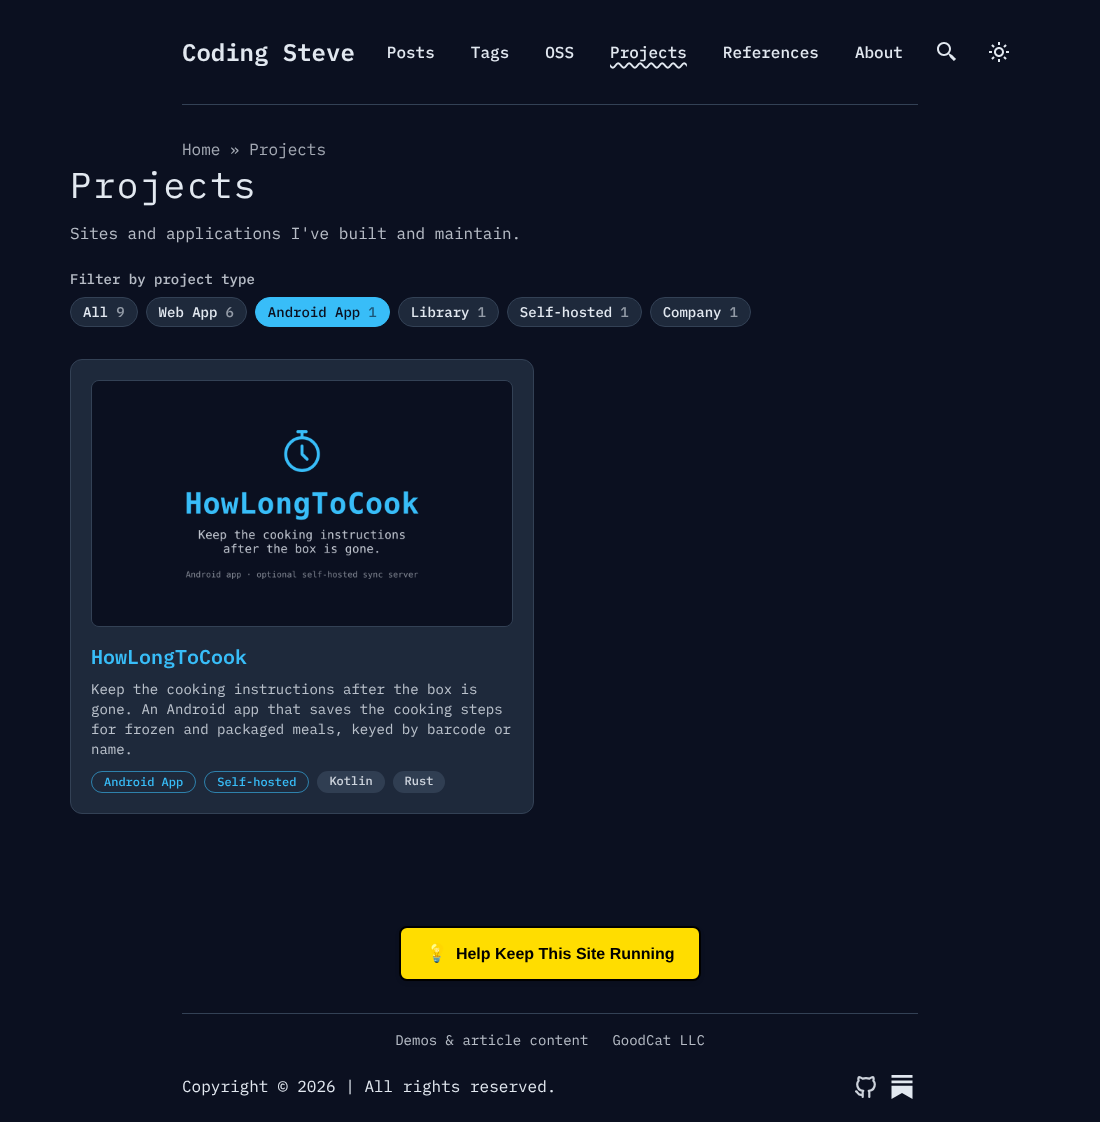 Coding Steve Posts Tags OSS Projects References About
Home » Projects
Projects
Sites and applications I've built and maintain.
Filter by project type
All 9 Web App 6 Android App 1 Library 1 Self-hosted 1 Company 1
HowLongToCook
Keep the cooking instructions
after the box is gone.
Android app · optional self-hosted sync server
HowLongToCook
Keep the cooking instructions after the box is
gone. An Android app that saves the cooking steps
for frozen and packaged meals, keyed by barcode or
name.
Android App Self-hosted Kotlin Rust
Help Keep This Site Running
Demos & article content GoodCat LLC
Copyright © 2026 | All rights reserved.